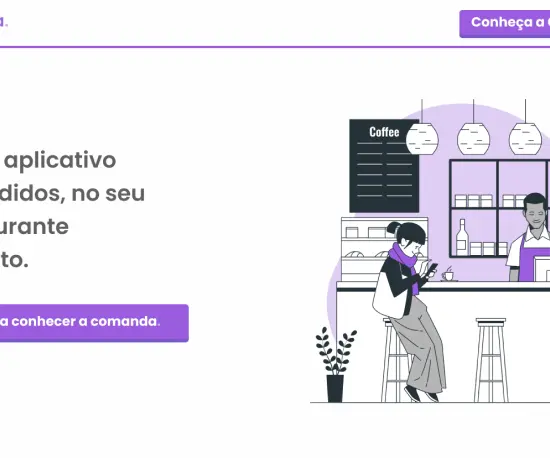 a.
Conheça a
Coffee
aplicativo
didos, no seu
urante
to.
a conhecer a comanda.